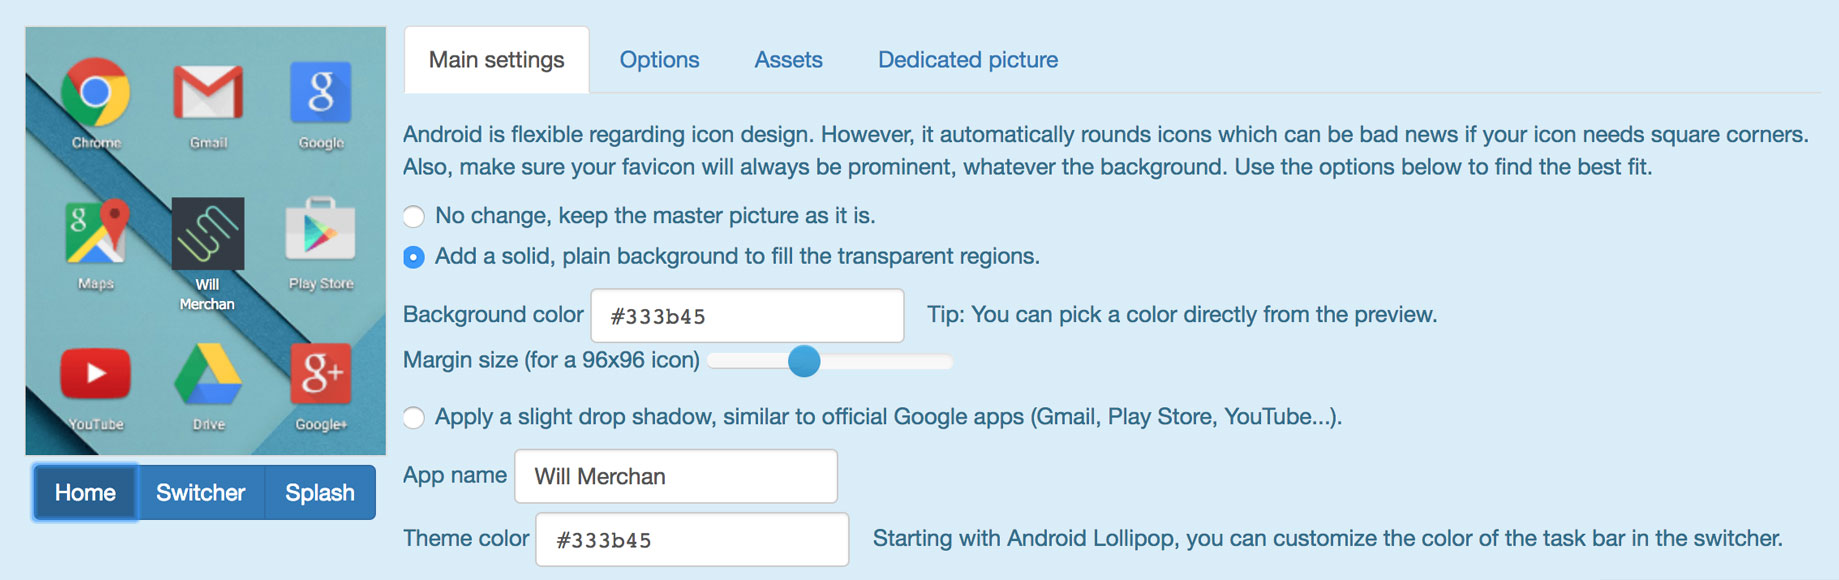 Main settings
Options
Assets
Dedicated picture
Chrome
Gmail
Google
Maps
Will
Merchan
Play Store
YouTube
Drive
Google+
Home
Switcher
Splash
Android is flexible regarding icon design. However, it automatically rounds icons which can be bad news if your icon needs square corners.
Also, make sure your favicon will always be prominent, whatever the background. Use the options below to find the best fit.
No change, keep the master picture as it is.
Add a solid, plain background to fill the transparent regions.
Background color #333b45 Tip: You can pick a color directly from the preview.
Margin size (for a 96x96 icon)
Apply a slight drop shadow, similar to official Google apps (Gmail, Play Store, YouTube...).
App name Will Merchan
Theme color #333b45 Starting with Android Lollipop, you can customize the color of the task bar in the switcher.